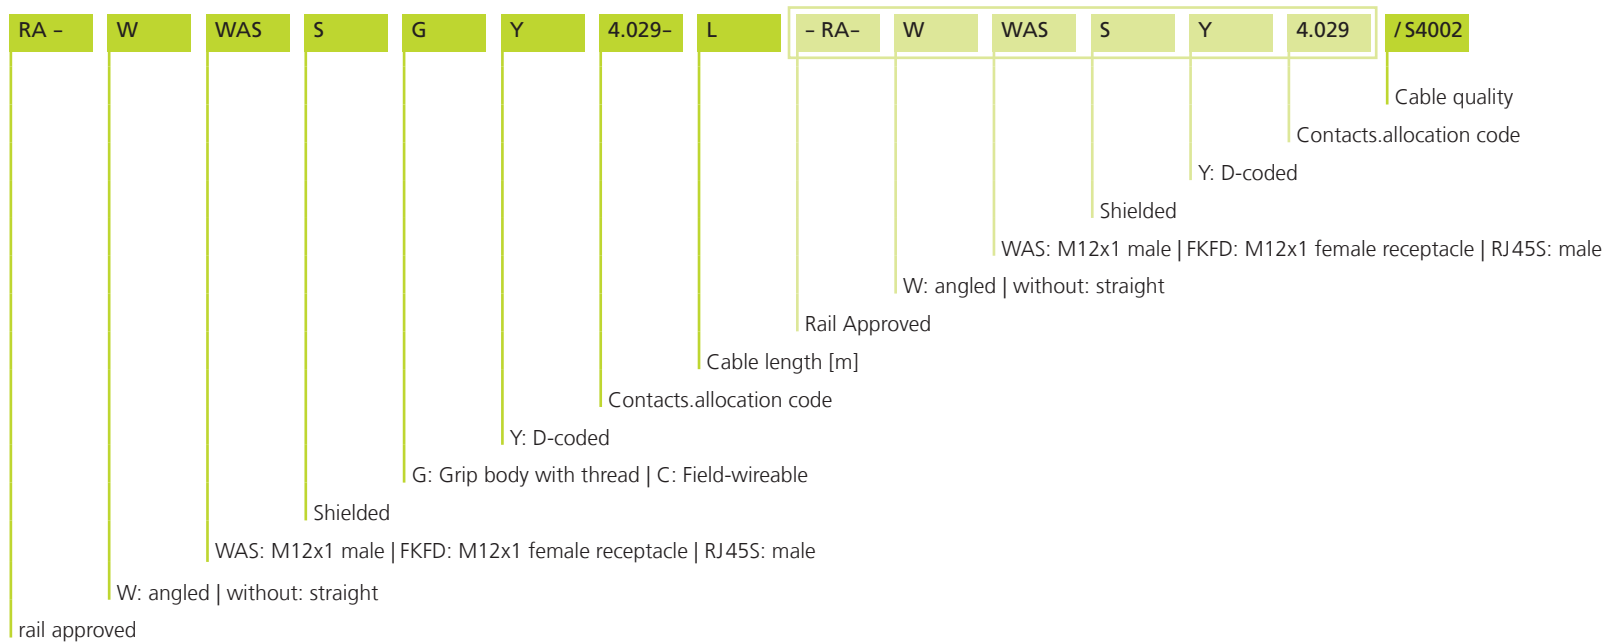 RA – W WAS S G Y 4.029– L – RA– W WAS S Y 4.029 / S4002
Cable quality
Contacts.allocation code
Y: D-coded
Shielded
WAS: M12x1 male | FKFD: M12x1 female receptacle | RJ45S: male
W: angled | without: straight
Rail Approved
Cable length [m]
Contacts.allocation code
Y: D-coded
G: Grip body with thread | C: Field-wireable
Shielded
WAS: M12x1 male | FKFD: M12x1 female receptacle | RJ45S: male
W: angled | without: straight
rail approved